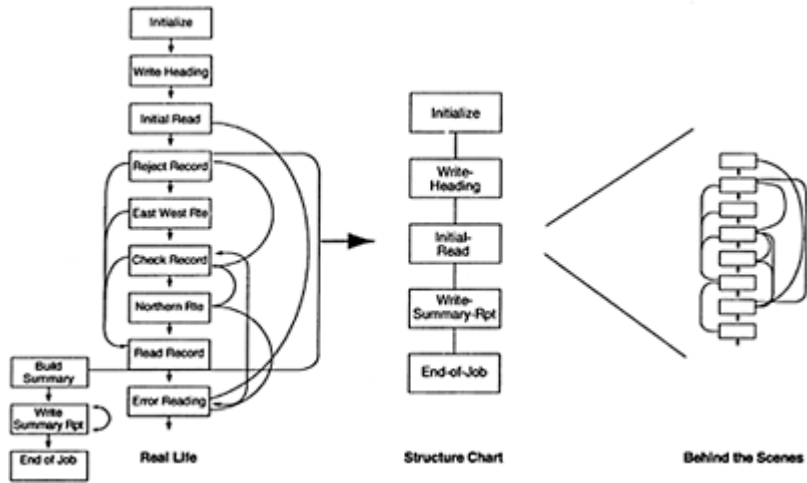 Initialize
Write Heading
Initial Read
Reject Record
East West Rte
Check Record
Northern Rte
Read Record
Error Reading
Build
Summary
Write
Summary Rpt
End of Job
Real Life
Initialize
Write-
Heading
Initial-
Read
Write-
Summary-Rpt
End-of-Job
Structure Chart
Behind the Scenes